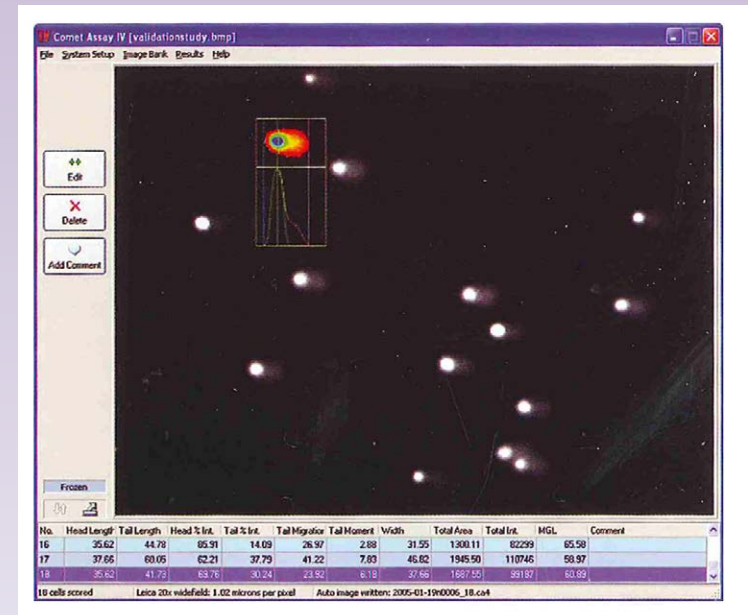 Comet Assay IV [validationstudy.bmp]
File System Setup Image Bank Results Help
Edit
Delete
Add Comment
Frozen
No. Head Length Tail Length Head % Int. Tail % Int. Tail Migration Tail Moment Width Total Area Total Int. MGL Comment
16 35.62 44.78 85.91 14.09 26.97 2.88 31.55 1300.11 82299 65.58
17 37.66 60.05 62.21 37.79 41.22 7.83 46.82 1945.50 110746 58.97
18 35.62 41.73 69.76 30.24 23.92 6.18 37.66 1687.55 99187 60.89
18 cells scored Leica 20x widefield: 1.02 microns per pixel Auto image written: 2005-01-19n0006_18.ca4